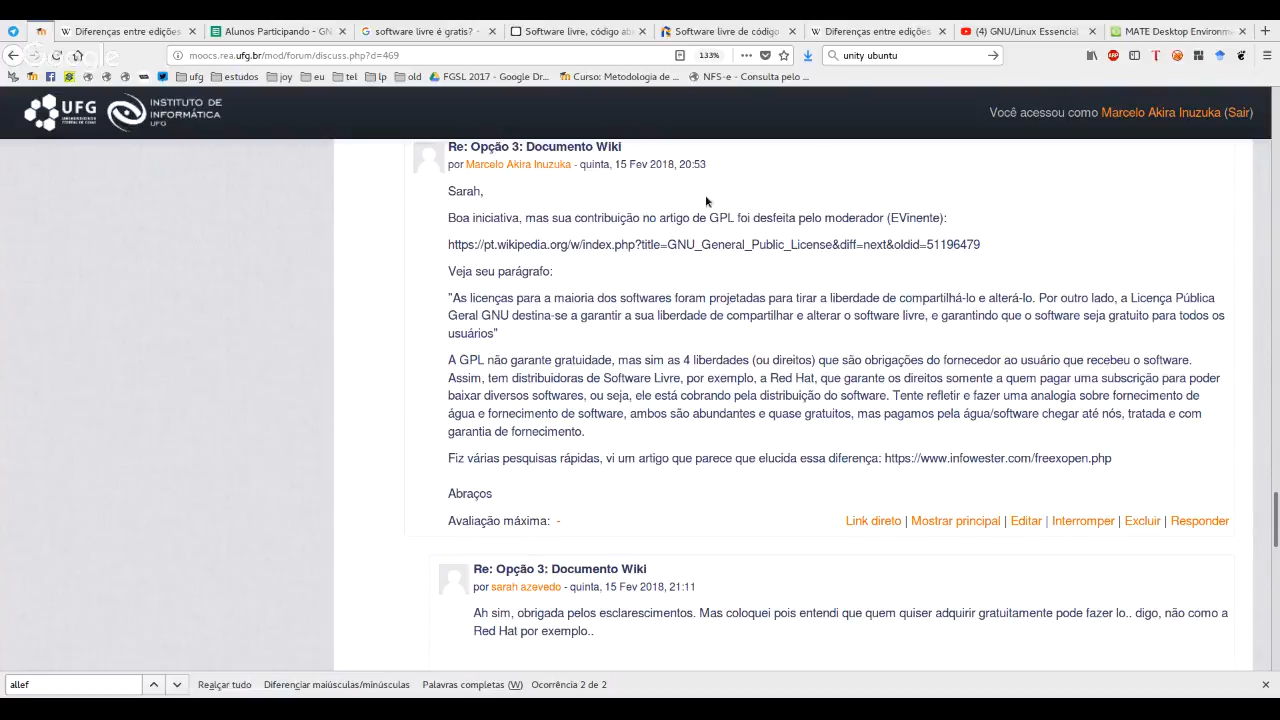 Diferenças entre edições
Alunos Participando - GN
software livre é gratis? -
Software livre, código ab
Software livre de código
Diferenças entre edições
(4) GNU/Linux Essencial
MATE Desktop Environm
Google
moocs.rea.ufg.br/mod/forum/discuss.php?d=469
133%
unity ubuntu
ufg
estudos
joy
eu
tel
lp
old
FGSL 2017 - Google Dr...
Curso: Metodologia de ...
NFS-e - Consulta pelo ...
UFG
INSTITUTO DE
INFORMÁTICA
UFG
Você acessou como Marcelo Akira Inuzuka (Sair)
Re: Opção 3: Documento Wiki
por Marcelo Akira Inuzuka - quinta, 15 Fev 2018, 20:53
Sarah,
Boa iniciativa, mas sua contribuição no artigo de GPL foi desfeita pelo moderador (EVinente):
https://pt.wikipedia.org/w/index.php?title=GNU_General_Public_License&diff=next&oldid=51196479
Veja seu parágrafo:
"As licenças para a maioria dos softwares foram projetadas para tirar a liberdade de compartilhá-lo e alterá-lo. Por outro lado, a Licença Pública
Geral GNU destina-se a garantir a sua liberdade de compartilhar e alterar o software livre, e garantindo que o software seja gratuito para todos os
usuários"
A GPL não garante gratuidade, mas sim as 4 liberdades (ou direitos) que são obrigações do fornecedor ao usuário que recebeu o software.
Assim, tem distribuidoras de Software Livre, por exemplo, a Red Hat, que garante os direitos somente a quem pagar uma subscrição para poder
baixar diversos softwares, ou seja, ele está cobrando pela distribuição do software. Tente refletir e fazer uma analogia sobre fornecimento de
água e fornecimento de software, ambos são abundantes e quase gratuitos, mas pagamos pela água/software chegar até nós, tratada e com
garantia de fornecimento.
Fiz várias pesquisas rápidas, vi um artigo que parece que elucida essa diferença: https://www.infowester.com/freexopen.php
Abraços
Avaliação máxima: -
Link direto | Mostrar principal | Editar | Interromper | Excluir | Responder
Re: Opção 3: Documento Wiki
por sarah azevedo - quinta, 15 Fev 2018, 21:11
Ah sim, obrigada pelos esclarescimentos. Mas coloquei pois entendi que quem quiser adquirir gratuitamente pode fazer lo.. digo, não como a
Red Hat por exemplo..
allef
Realçar tudo
Diferenciar maiúsculas/minúsculas
Palavras completas (W)
Ocorrência 2 de 2